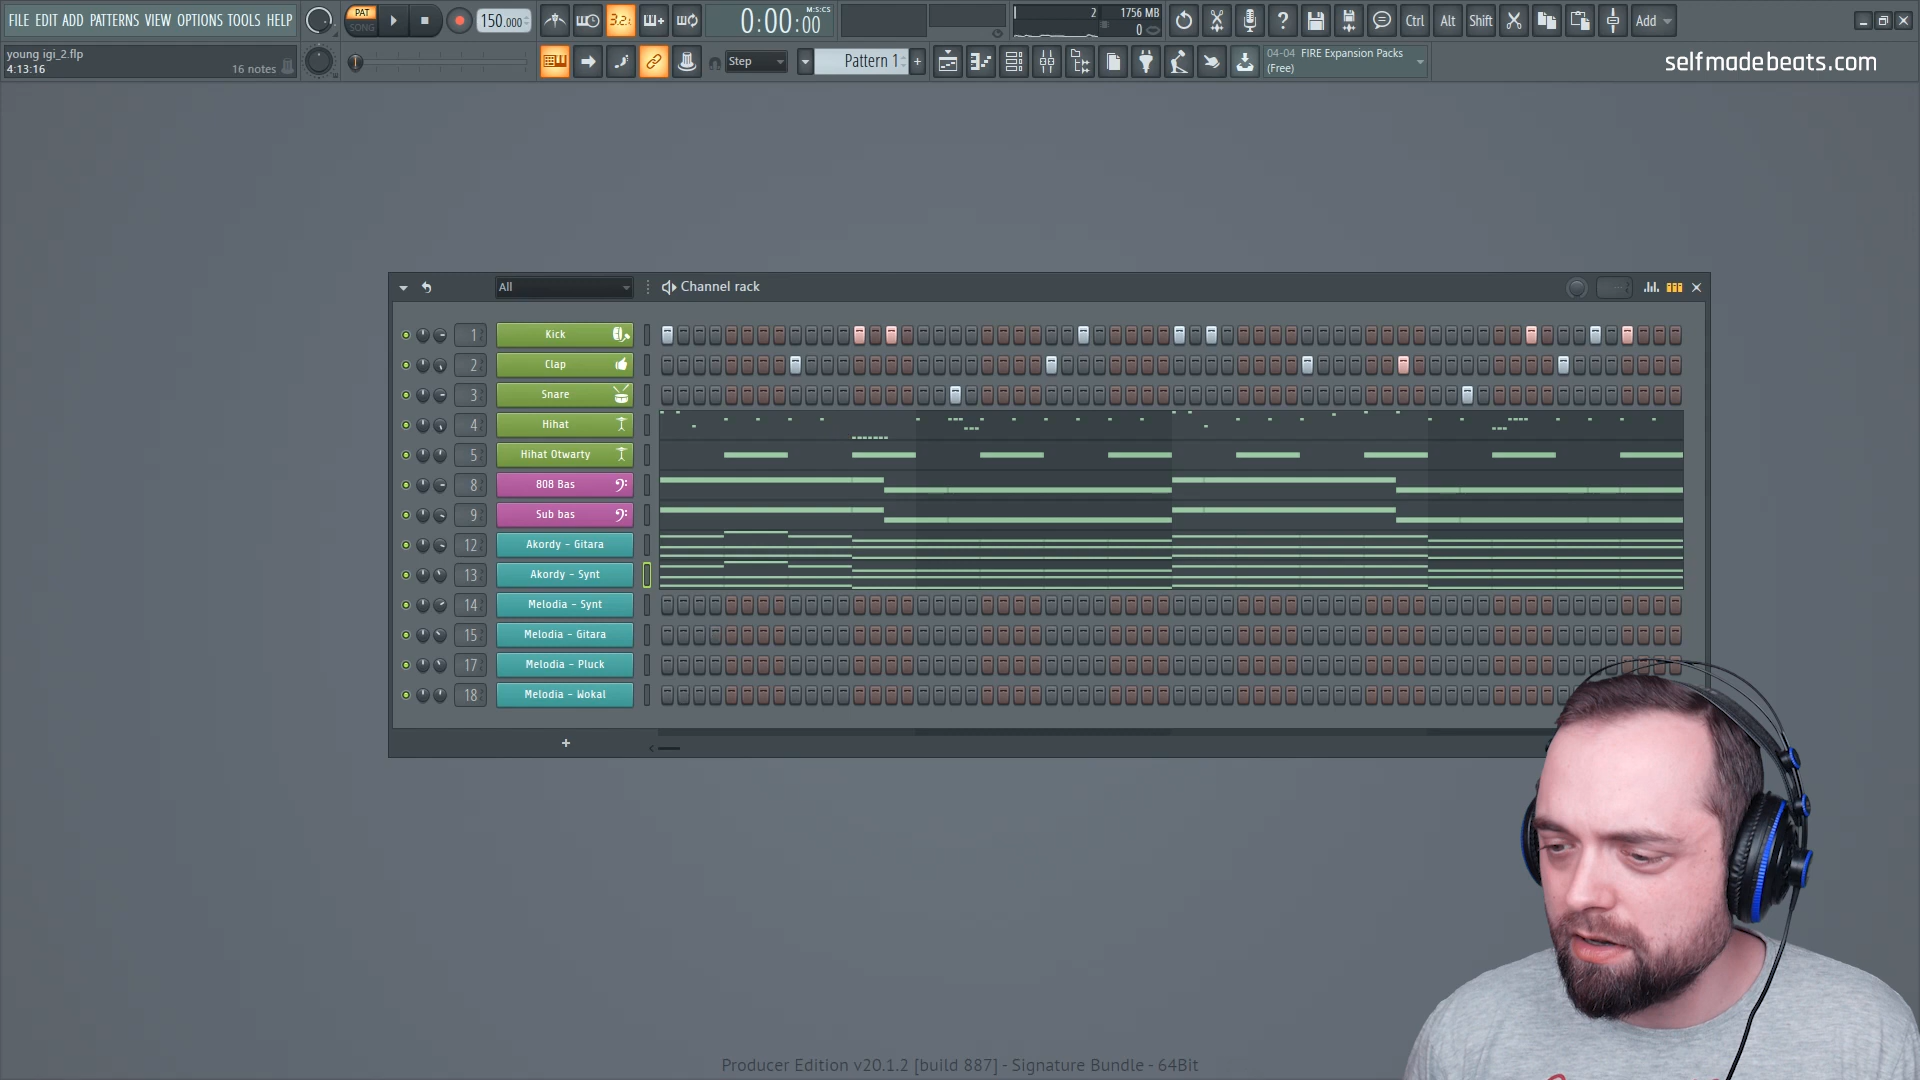 FILE EDIT ADD PATTERNS VIEW OPTIONS TOOLS HELP
PAT
SONG
150.000
3.2.
0:00:00
M:S:CS
2
1756 MB
0
Ctrl
Alt
Shift
Add
young igi_2.flp
4:13:16
16 notes
Step
Pattern 1
04-04 FIRE Expansion Packs
(Free)
selfmadebeats.com
All
Channel rack
1 Kick
2 Clap
3 Snare
4 Hihat
5 Hihat Otwarty
8 808 Bas
9 Sub bas
12 Akordy - Gitara
13 Akordy - Synt
14 Melodia - Synt
15 Melodia - Gitara
17 Melodia - Pluck
18 Melodia - Wokal
Producer Edition v20.1.2 [build 887] - Signature Bundle - 64Bit